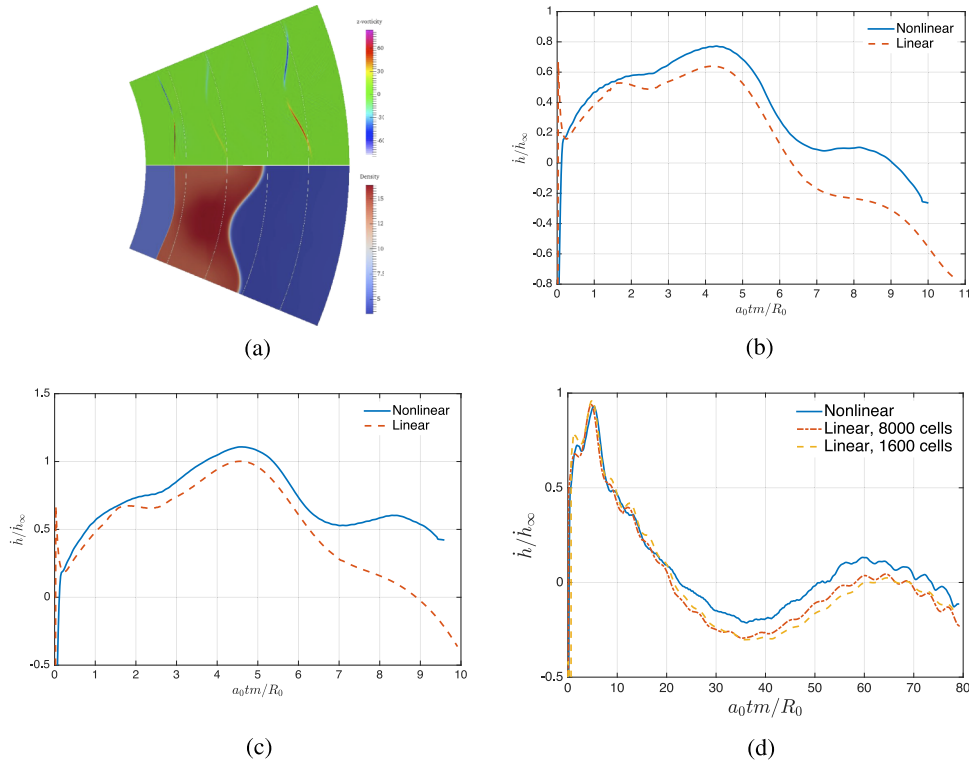 z-vorticity
60
30
0
-30
-60
Density
16
15
12
10
7.5
5
(a)
1
0.8
0.6
0.4
0.2
0
-0.2
-0.4
-0.6
-0.8
ḣ/ḣ∞
Nonlinear
Linear
0 1 2 3 4 5 6 7 8 9 10 11
a₀tm/R₀
(b)
1.5
1
0.5
0
-0.5
ḣ/ḣ∞
Nonlinear
Linear
0 1 2 3 4 5 6 7 8 9 10
a₀tm/R₀
(c)
1
0.5
0
-0.5
ḣ/ḣ∞
Nonlinear
Linear, 8000 cells
Linear, 1600 cells
0 10 20 30 40 50 60 70 80
a₀tm/R₀
(d)